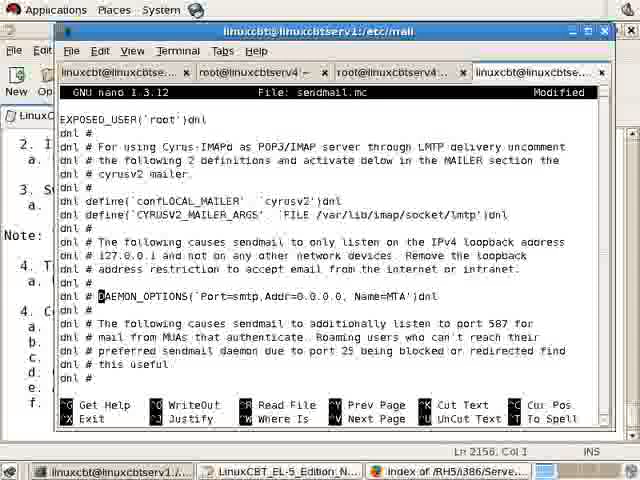 Applications Places System
linuxcbt@linuxcbtserv1:/etc/mail
File Edit View Terminal Tabs Help
File Edit
New
linuxcbt@linuxcbtse... × root@linuxcbtserv4:~ × root@linuxcbtserv4:... × linuxcbt@linuxcbtse... ×
GNU nano 1.3.12 File: sendmail.mc Modified
EXPOSED_USER(`root')dnl
dnl #
dnl # For using Cyrus-IMAPd as POP3/IMAP server through LMTP delivery uncomment
dnl # the following 2 definitions and activate below in the MAILER section the
dnl # cyrusv2 mailer.
dnl #
dnl define(`confLOCAL_MAILER' `cyrusv2')dnl
dnl define(`CYRUSV2_MAILER_ARGS' `FILE /var/lib/imap/socket/lmtp')dnl
dnl #
dnl # The following causes sendmail to only listen on the IPv4 loopback address
dnl # 127.0.0.1 and not on any other network devices. Remove the loopback
dnl # address restriction to accept email from the internet or intranet.
dnl #
dnl # DAEMON_OPTIONS(`Port=smtp,Addr=0.0.0.0, Name=MTA')dnl
dnl #
dnl # The following causes sendmail to additionally listen to port 587 for
dnl # mail from MUAs that authenticate. Roaming users who can't reach their
dnl # preferred sendmail daemon due to port 25 being blocked or redirected find
dnl # this useful.
dnl #
^G Get Help ^O WriteOut ^R Read File ^Y Prev Page ^K Cut Text ^C Cur Pos
^X Exit ^J Justify ^W Where Is ^V Next Page ^U UnCut Text ^T To Spell
LinuxC
2. I
a.
3. S
a.
Note:
4. T
a.
4. Co
a.
b.
c.
d.
e.
f.
Ln 2156, Col 1 INS
linuxcbt@linuxcbtserv1:/... LinuxCBT_EL-5_Edition_N... Index of /RH5/i386/Serve...